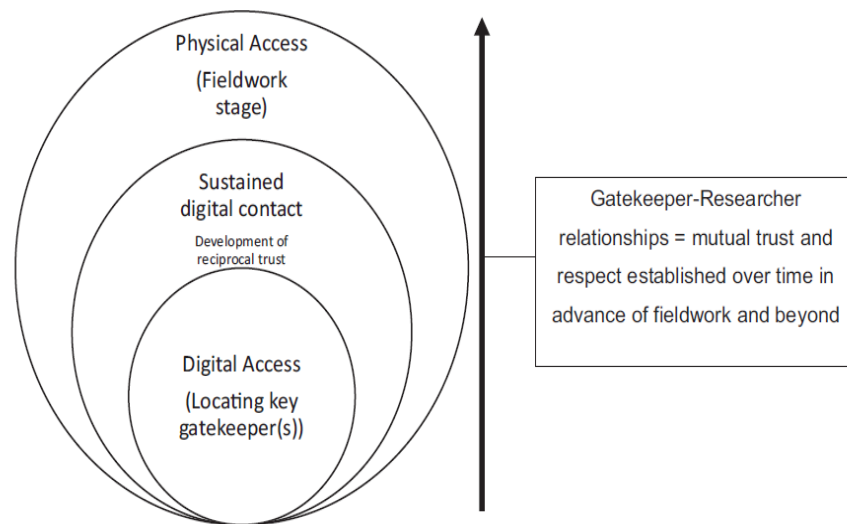 Physical Access
(Fieldwork
stage)
Sustained
digital contact
Development of
reciprocal trust
Digital Access
(Locating key
gatekeeper(s))
Gatekeeper-Researcher
relationships = mutual trust and
respect established over time in
advance of fieldwork and beyond